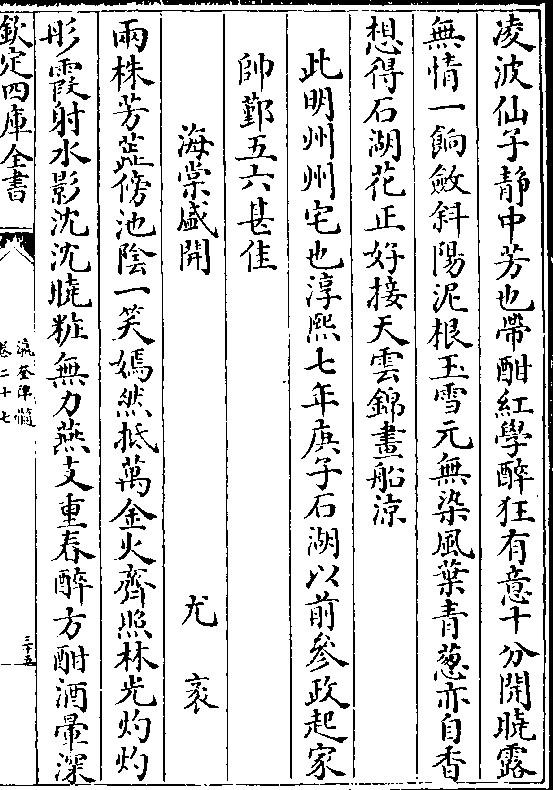 凌波仙子靜中芳也帶酣紅學醉狂有意十分開曉露
無情一餉斂斜陽泥根玉雪元無染風葉青葱亦自香
想得石湖花正好接天雲錦畫船涼
此明州州宅也淳熙七年庚子石湖以前參政起家
帥鄞五六甚佳
海棠盛開　尤袤
兩株芳蕋傍池陰一笑嫣然抵萬金火齊照林光灼灼
彤霞射水影沈沈曉粧無力燕支重春醉方酣酒暈深
欽定四庫全書
瀛奎律髓
卷二十七
三十五